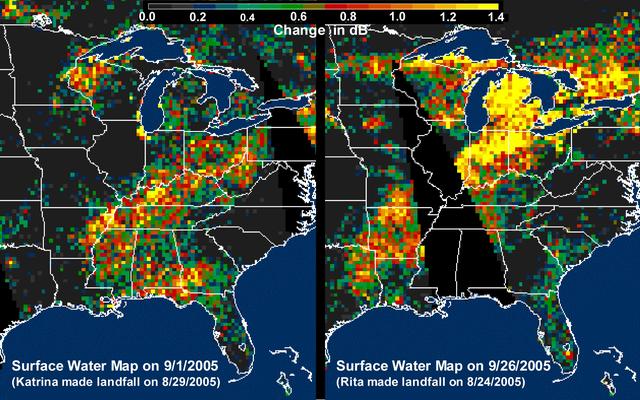 0.0 0.2 0.4 0.6 0.8 1.0 1.2 1.4
Change in dB
Surface Water Map on 9/1/2005
(Katrina made landfall on 8/29/2005)
Surface Water Map on 9/26/2005
(Rita made landfall on 8/24/2005)